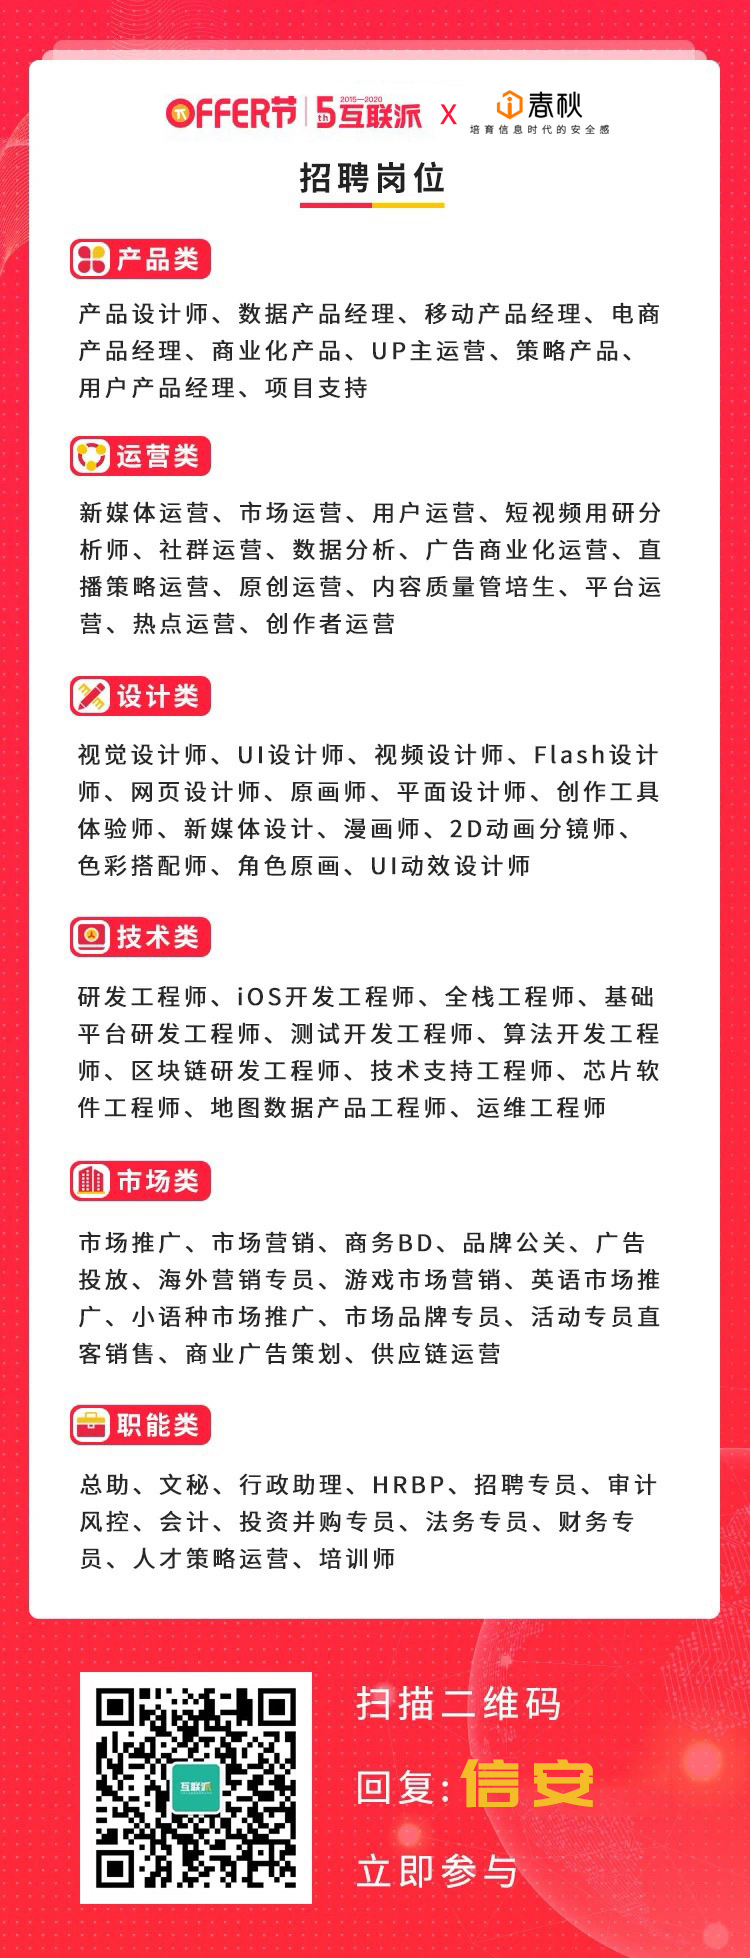 OFFER节 5th 互联派 2015—2020 X i春秋
培育信息时代的安全感
招聘岗位
产品类
产品设计师、数据产品经理、移动产品经理、电商
产品经理、商业化产品、UP主运营、策略产品、
用户产品经理、项目支持
运营类
新媒体运营、市场运营、用户运营、短视频用研分
析师、社群运营、数据分析、广告商业化运营、直
播策略运营、原创运营、内容质量管培生、平台运
营、热点运营、创作者运营
设计类
视觉设计师、UI设计师、视频设计师、Flash设计
师、网页设计师、原画师、平面设计师、创作工具
体验师、新媒体设计、漫画师、2D动画分镜师、
色彩搭配师、角色原画、UI动效设计师
技术类
研发工程师、iOS开发工程师、全栈工程师、基础
平台研发工程师、测试开发工程师、算法开发工程
师、区块链研发工程师、技术支持工程师、芯片软
件工程师、地图数据产品工程师、运维工程师
市场类
市场推广、市场营销、商务BD、品牌公关、广告
投放、海外营销专员、游戏市场营销、英语市场推
广、小语种市场推广、市场品牌专员、活动专员直
客销售、商业广告策划、供应链运营
职能类
总助、文秘、行政助理、HRBP、招聘专员、审计
风控、会计、投资并购专员、法务专员、财务专
员、人才策略运营、培训师
扫描二维码
回复：信安
立即参与
互联派